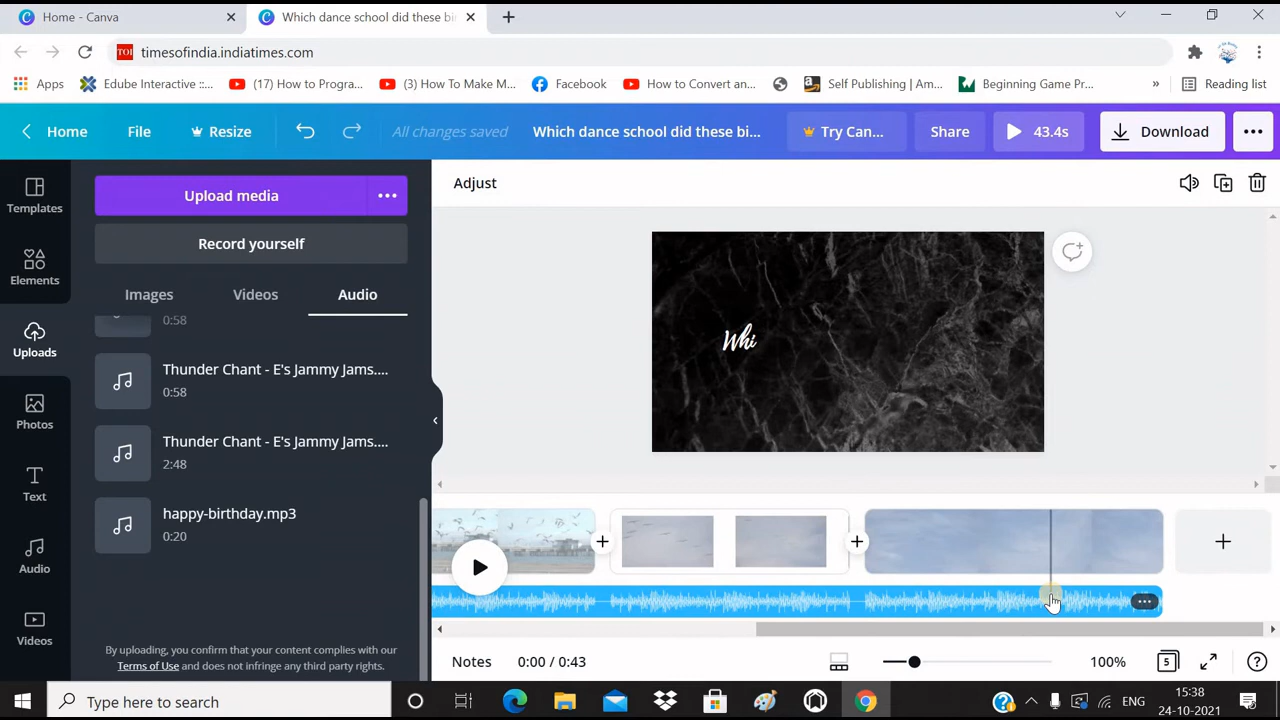 Home - Canva
Which dance school did these bi
timesofindia.indiatimes.com
Apps
Edube Interactive ::...
(17) How to Progra...
(3) How To Make M...
Facebook
How to Convert an...
Self Publishing | Am...
Beginning Game Pr...
»
Reading list
Home
File
Resize
All changes saved
Which dance school did these bi...
Try Can...
Share
43.4s
Download
Templates
Elements
Uploads
Photos
Text
Audio
Videos
Upload media
Record yourself
Images
Videos
Audio
0:58
Thunder Chant - E's Jammy Jams....
0:58
Thunder Chant - E's Jammy Jams....
2:48
happy-birthday.mp3
0:20
By uploading, you confirm that your content complies with our
Terms of Use and does not infringe any third party rights.
Adjust
Whi
Notes
0:00 / 0:43
100%
5
Type here to search
ENG
15:38
24-10-2021